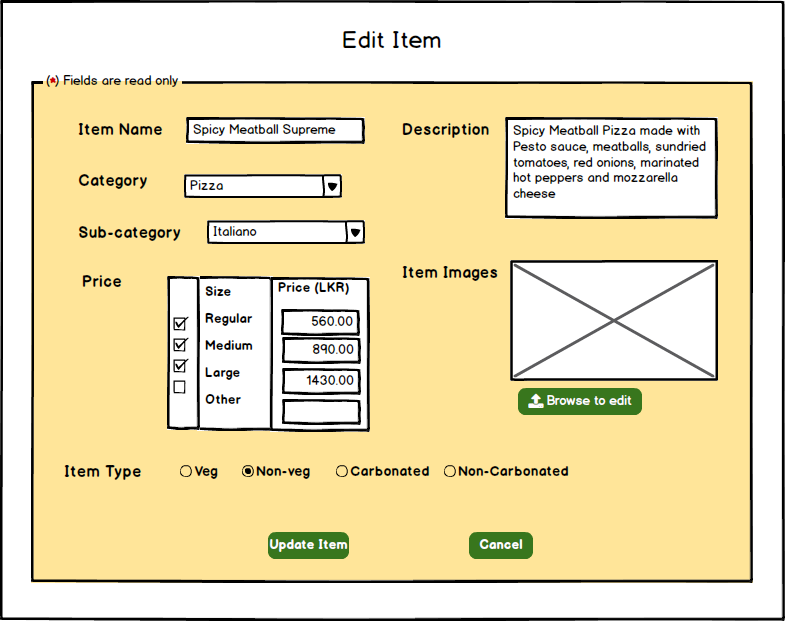 Edit Item
(*) Fields are read only
Item Name
Spicy Meatball Supreme
Category
Pizza
Sub-category
Italiano
Price
Size
Price (LKR)
Regular
560.00
Medium
890.00
Large
1430.00
Other
Description
Spicy Meatball Pizza made with
Pesto sauce, meatballs, sundried
tomatoes, red onions, marinated
hot peppers and mozzarella
cheese
Item Images
Browse to edit
Item Type
Veg
Non-veg
Carbonated
Non-Carbonated
Update Item
Cancel